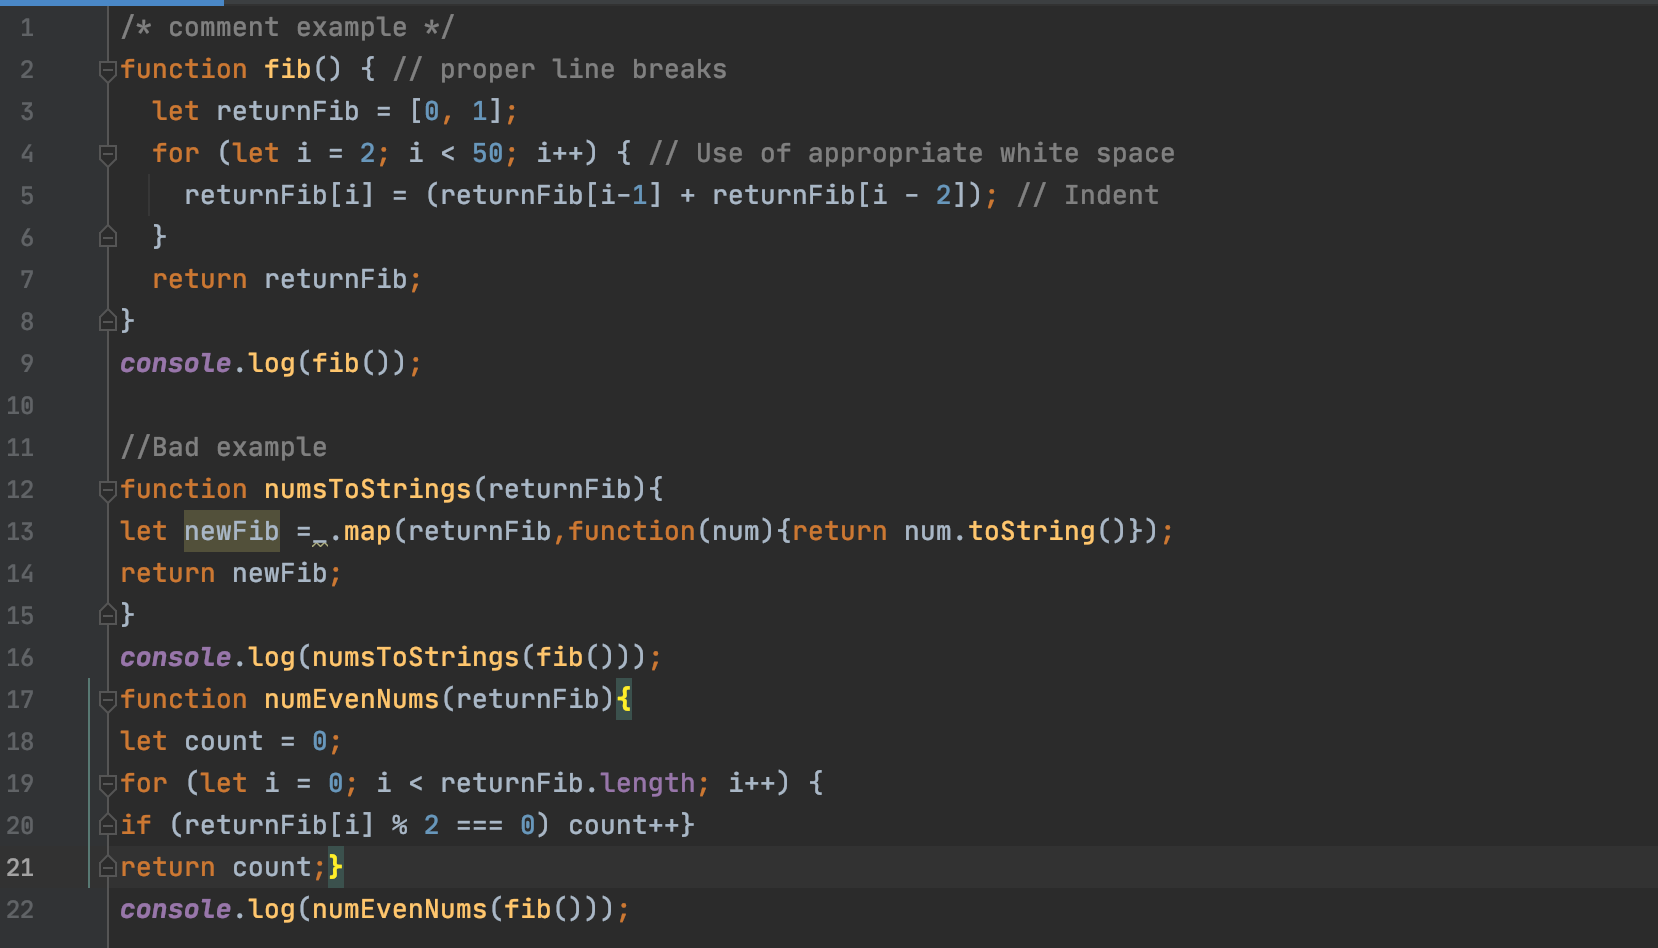 1 /* comment example */
2 function fib() { // proper line breaks
3   let returnFib = [0, 1];
4   for (let i = 2; i < 50; i++) { // Use of appropriate white space
5     returnFib[i] = (returnFib[i-1] + returnFib[i - 2]); // Indent
6   }
7   return returnFib;
8 }
9 console.log(fib());
10
11 //Bad example
12 function numsToStrings(returnFib){
13 let newFib =_.map(returnFib,function(num){return num.toString()});
14 return newFib;
15 }
16 console.log(numsToStrings(fib()));
17 function numEvenNums(returnFib){
18 let count = 0;
19 for (let i = 0; i < returnFib.length; i++) {
20 if (returnFib[i] % 2 === 0) count++}
21 return count;}
22 console.log(numEvenNums(fib()));